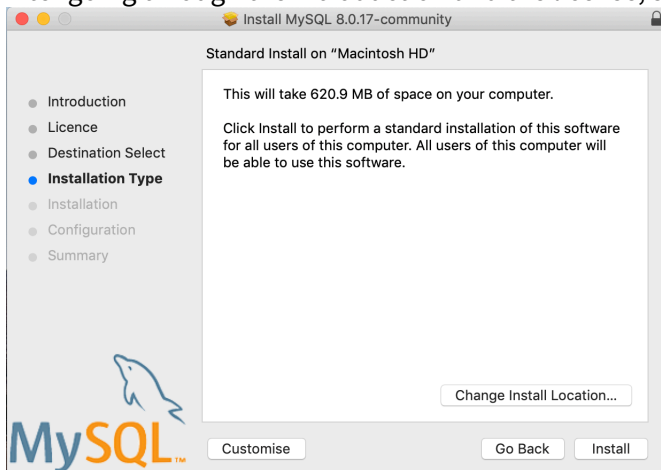 Install MySQL 8.0.17-community
Standard Install on “Macintosh HD”
Introduction
Licence
Destination Select
Installation Type
Installation
Configuration
Summary
This will take 620.9 MB of space on your computer.
Click Install to perform a standard installation of this software
for all users of this computer. All users of this computer will
be able to use this software.
Change Install Location...
MySQL™
Customise
Go Back
Install